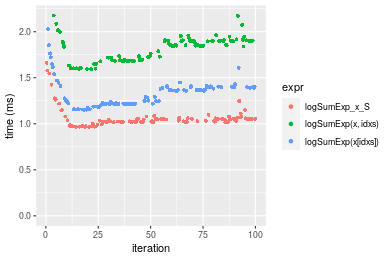 2.0
1.5
1.0
0.5
0.0
time (ms)
0
25
50
75
100
iteration
expr
logSumExp_x_S
logSumExp(x, idxs)
logSumExp(x[idxs])